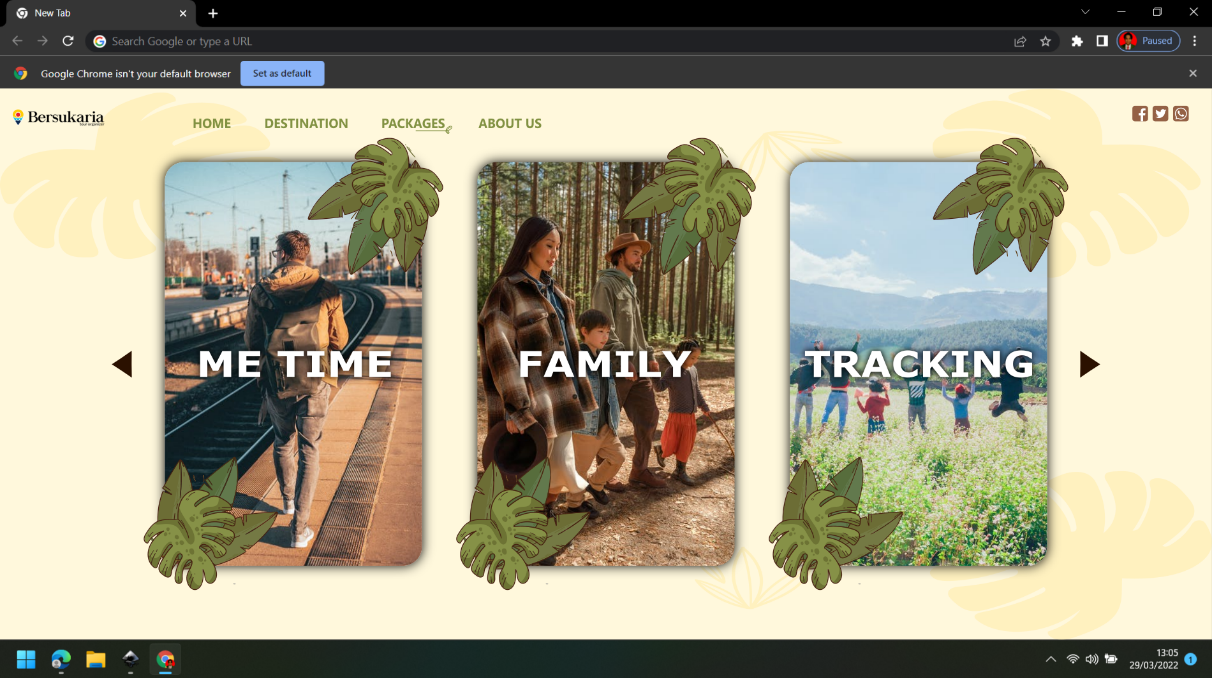 New Tab
Search Google or type a URL
Paused
Google Chrome isn't your default browser
Set as default
Bersukaria
HOME
DESTINATION
PACKAGES
ABOUT US
ME TIME
FAMILY
TRACKING
13:05
29/03/2022
1